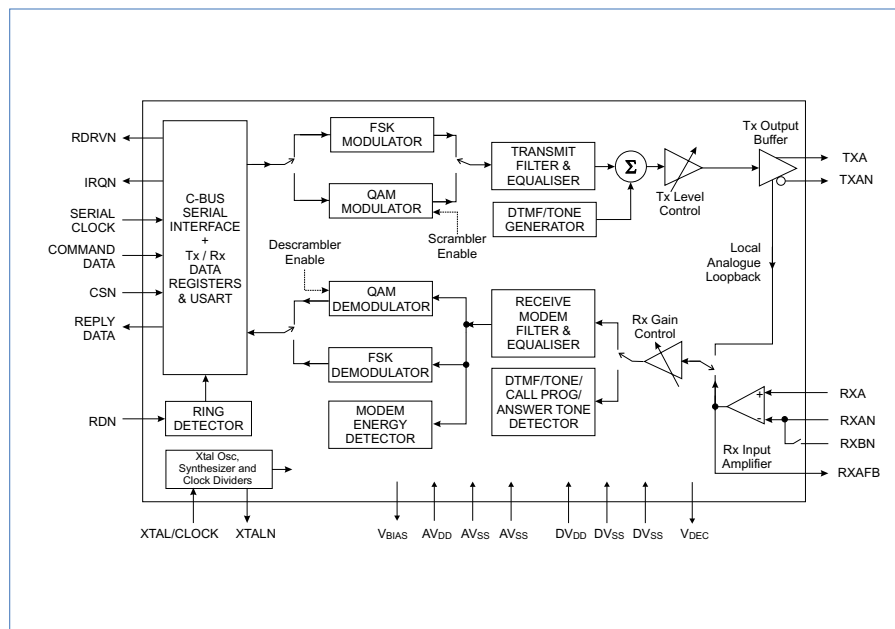 RDRVN
IRQN
SERIAL
CLOCK
COMMAND
DATA
CSN
REPLY
DATA
RDN
C-BUS
SERIAL
INTERFACE
+
Tx / Rx
DATA
REGISTERS
& USART
RING
DETECTOR
Xtal Osc,
Synthesizer and
Clock Dividers
XTAL/CLOCK
XTALN
FSK
MODULATOR
QAM
MODULATOR
Descrambler
Enable
Scrambler
Enable
QAM
DEMODULATOR
FSK
DEMODULATOR
MODEM
ENERGY
DETECTOR
TRANSMIT
FILTER &
EQUALISER
DTMF/TONE
GENERATOR
Σ
Tx Level
Control
Tx Output
Buffer
TXA
TXAN
Local
Analogue
Loopback
RECEIVE
MODEM
FILTER &
EQUALISER
DTMF/TONE/
CALL PROG/
ANSWER TONE
DETECTOR
Rx Gain
Control
+
-
Rx Input
Amplifier
RXA
RXAN
RXBN
RXAFB
VBIAS
AVDD
AVSS
AVSS
DVDD
DVSS
DVSS
VDEC